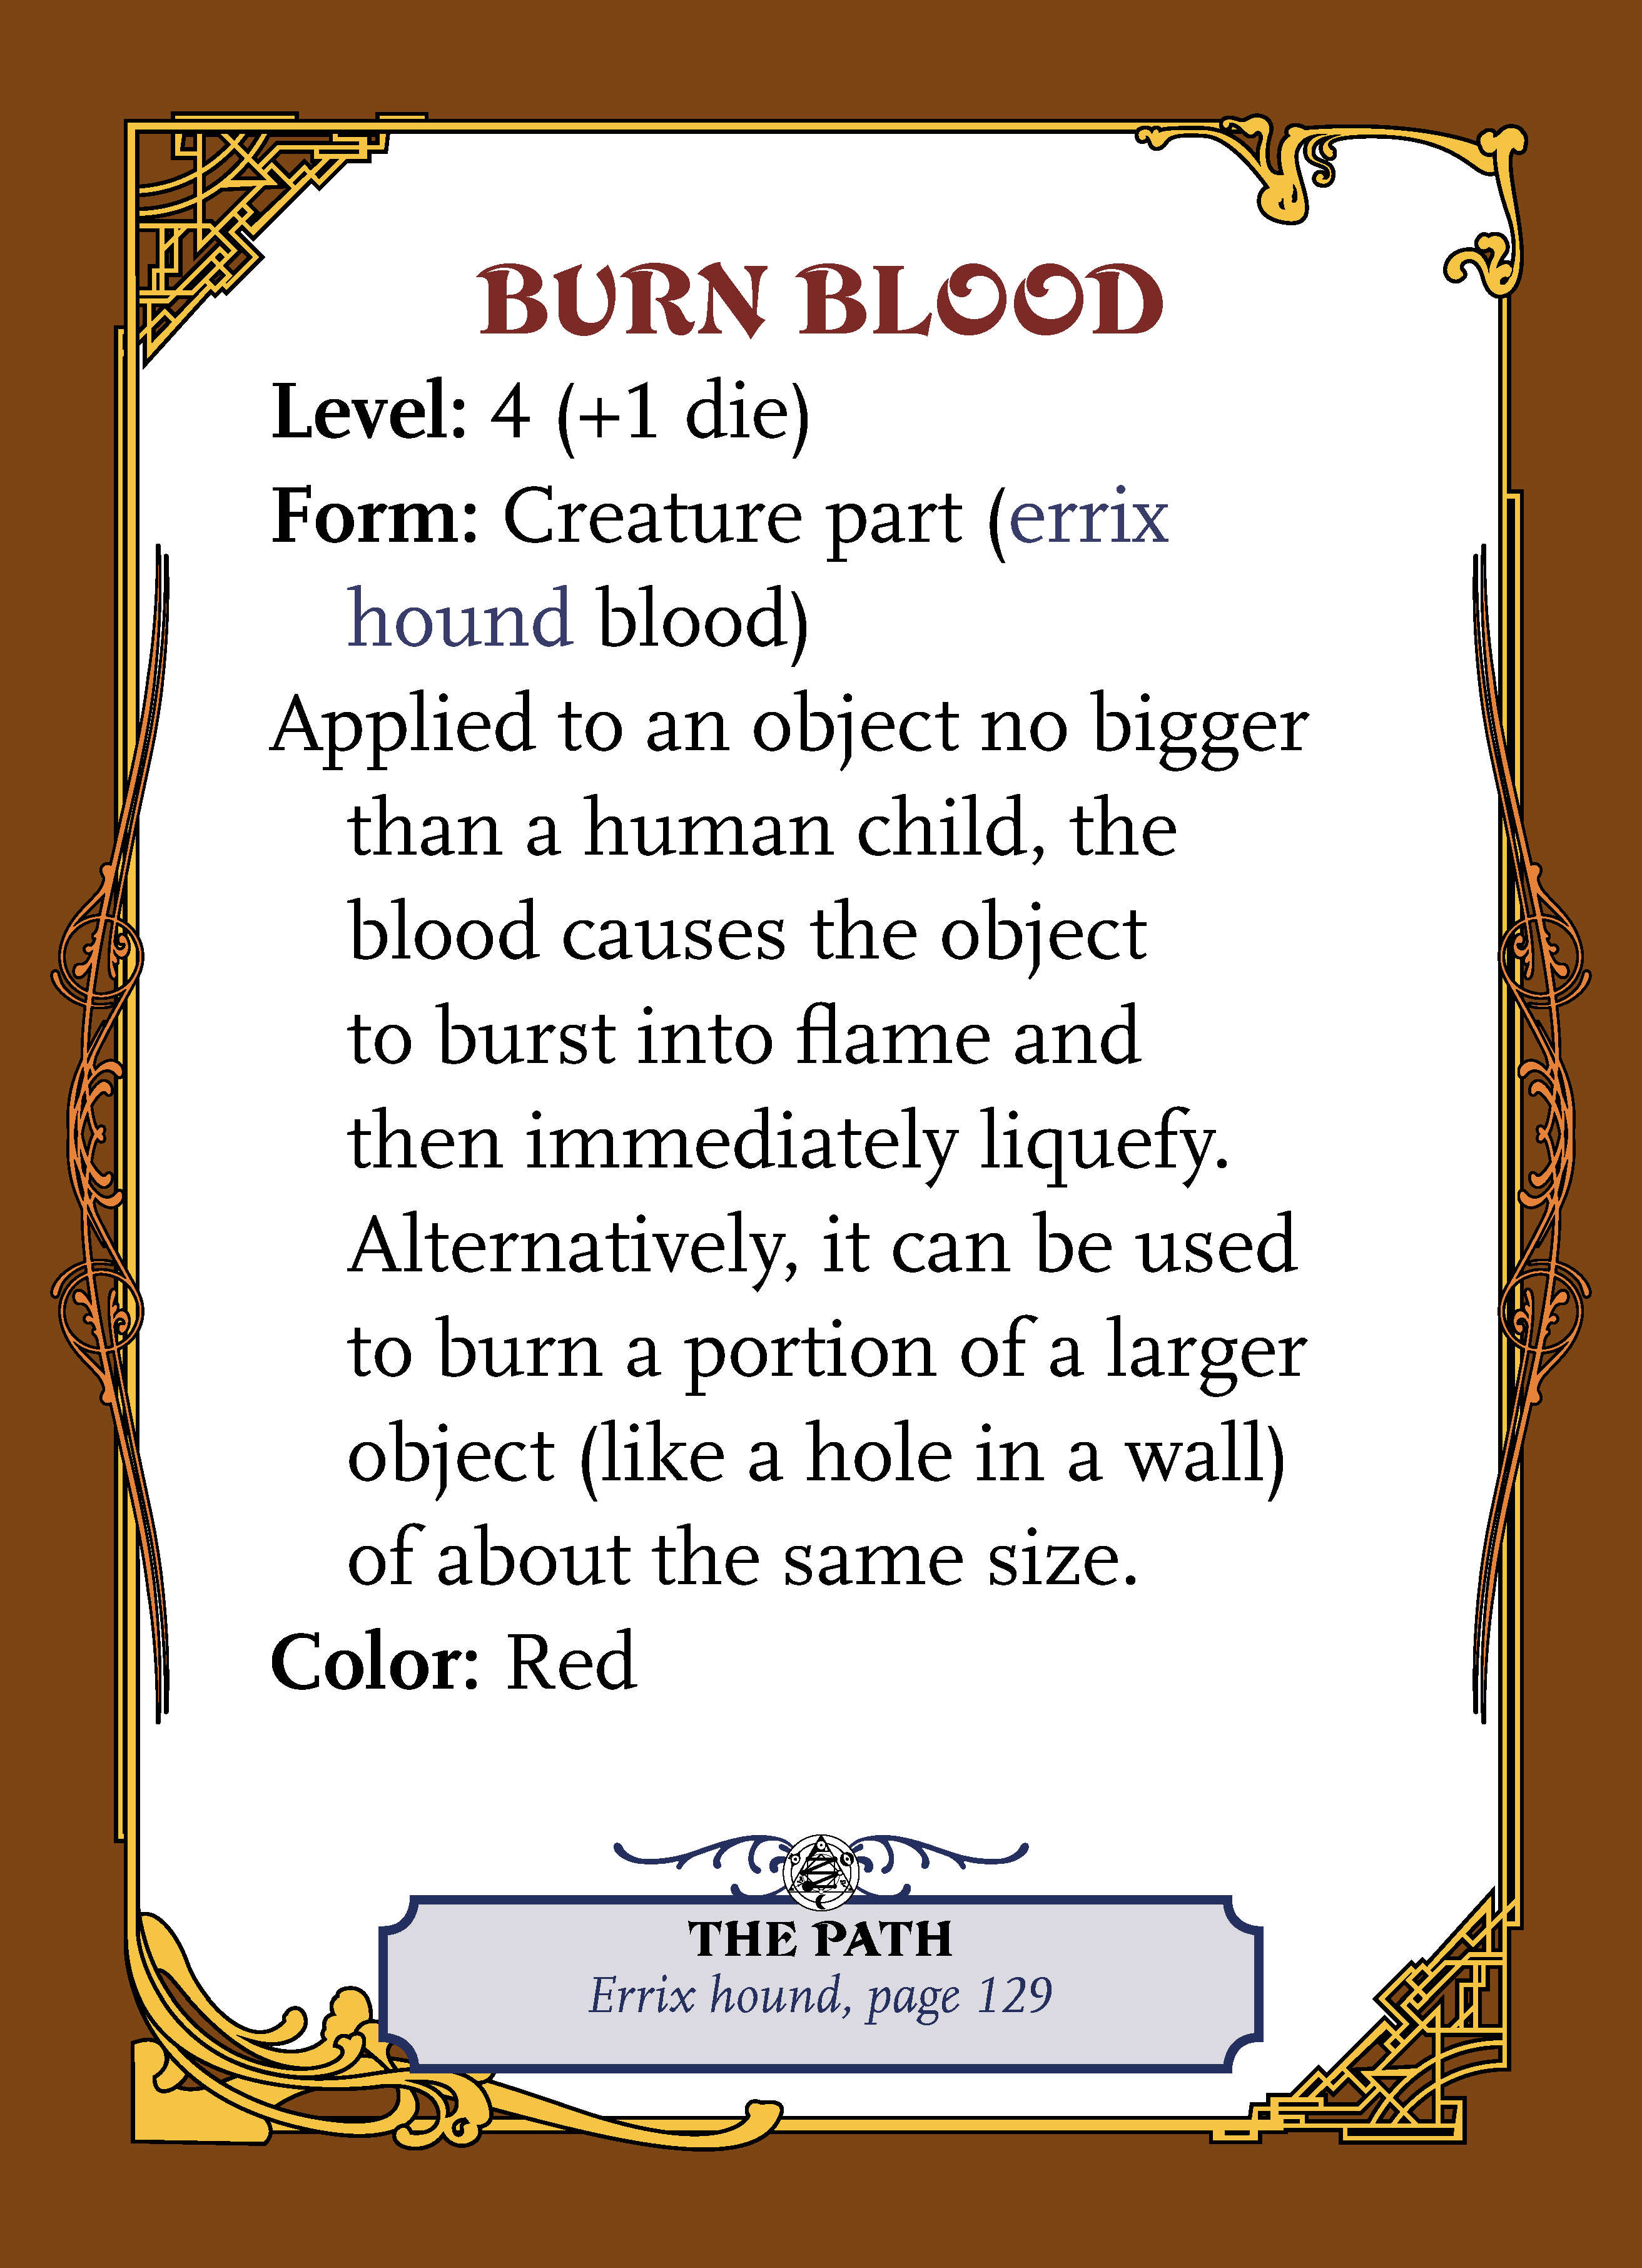 BURN BLOOD
Level: 4 (+1 die)
Form: Creature part (errix
hound blood)
Applied to an object no bigger
than a human child, the
blood causes the object
to burst into flame and
then immediately liquefy.
Alternatively, it can be used
to burn a portion of a larger
object (like a hole in a wall)
of about the same size.
Color: Red
THE PATH
Errix hound, page 129